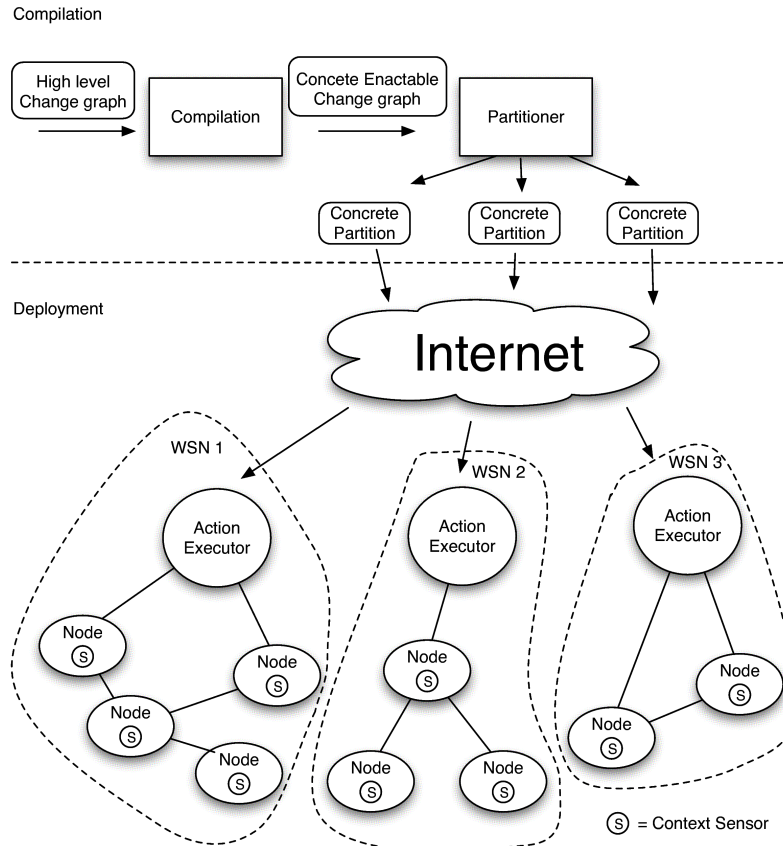 Compilation
High level
Change graph
Compilation
Concete Enactable
Change graph
Partitioner
Concrete
Partition
Concrete
Partition
Concrete
Partition
Deployment
Internet
WSN 1
WSN 2
WSN 3
Action
Executor
Action
Executor
Action
Executor
Node
S
Node
S
Node
S
Node
S
Node
S
Node
S
Node
S
Node
S
Node
S
S = Context Sensor